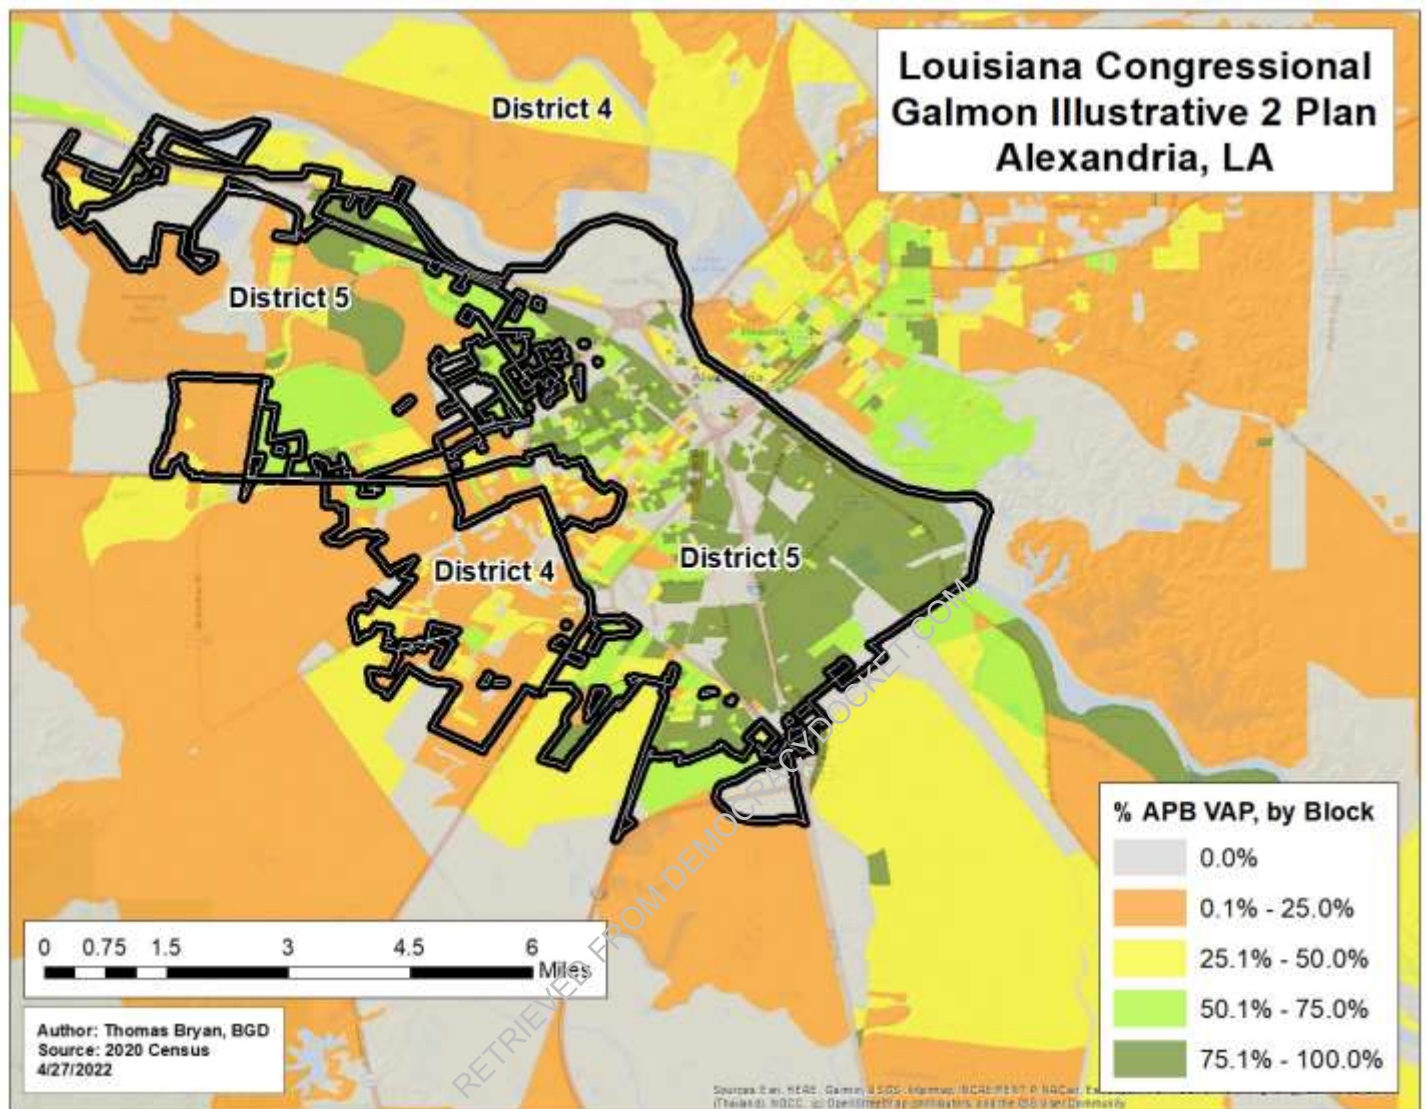 Louisiana Congressional
Galmon Illustrative 2 Plan
Alexandria, LA
District 4
District 5
District 4
District 5
% APB VAP, by Block
0.0%
0.1% - 25.0%
25.1% - 50.0%
50.1% - 75.0%
75.1% - 100.0%
0 0.75 1.5 3 4.5 6
Miles
Author: Thomas Bryan, BGD
Source: 2020 Census
4/27/2022
RETRIEVED FROM DEMOCRACYDOCKET.COM